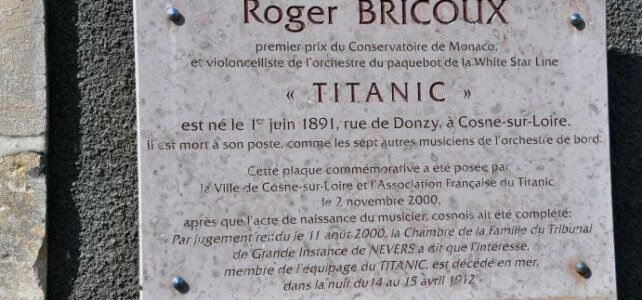 Roger BRICOUX
premier prix du Conservatoire de Monaco,
et violoncelliste de l'orchestre du paquebot de la White Star Line
« TITANIC »
est né le 1er juin 1891, rue de Donzy, à Cosne-sur-Loire.
Il est mort à son poste, comme les sept autres musiciens de l'orchestre de bord.
Cette plaque commémorative a été posée par
la Ville de Cosne-sur-Loire et l'Association Française du Titanic
le 2 novembre 2000,
après que l'acte de naissance du musicier, cosnois ait été complété:
" Par jugement rendu le 11 août 2000, la Chambre de la Famille du Tribunal
de Grande Instance de NEVERS a dit que l'interesse,
membre de l'équipage du TITANIC, est décédé en mer,
dans la nuit du 14 au 15 avril 1912 "